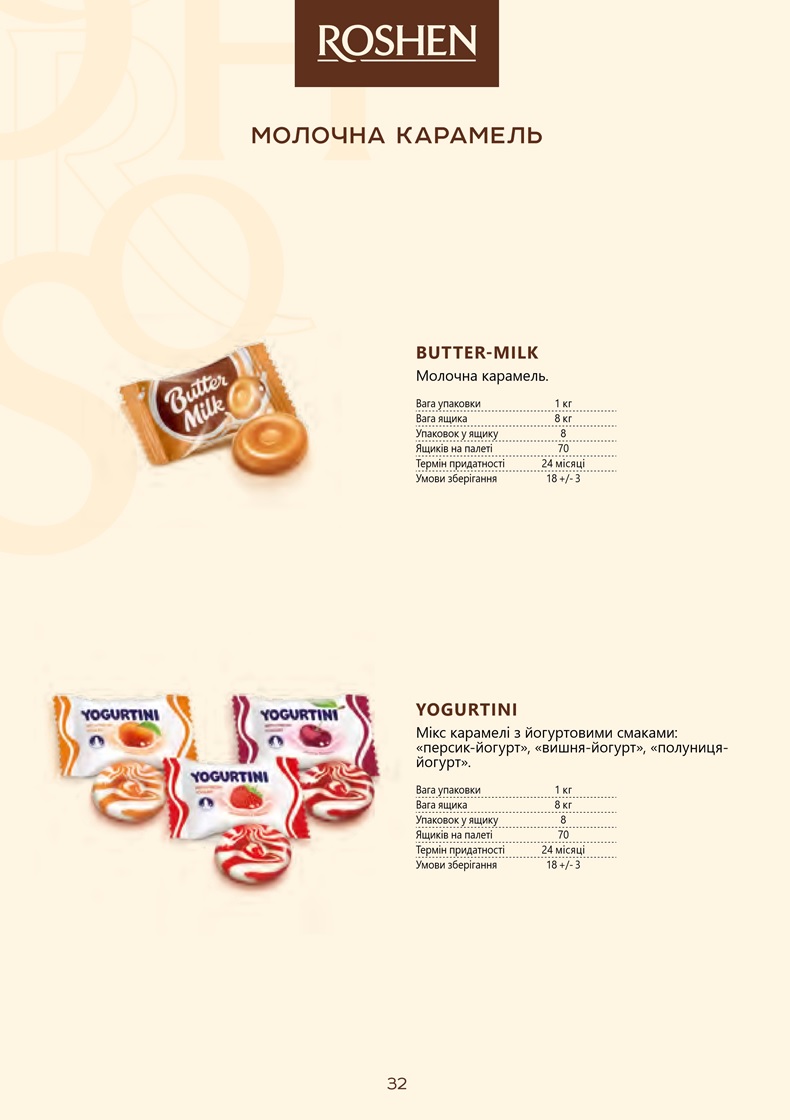 ROSHEN
МОЛОЧНА КАРАМЕЛЬ
Butter
Milk
BUTTER-MILK
Молочна карамель.
Вага упаковки 1 кг
Вага ящика 8 кг
Упаковок у ящику 8
Ящиків на палеті 70
Термін придатності 24 місяці
Умови зберігання 18 +/- 3
YOGURTINI
YOGURTINI
YOGURTINI
YOGURTINI
Мікс карамелі з йогуртовими смаками:
«персик-йогурт», «вишня-йогурт», «полуниця-
йогурт».
Вага упаковки 1 кг
Вага ящика 8 кг
Упаковок у ящику 8
Ящиків на палеті 70
Термін придатності 24 місяці
Умови зберігання 18 +/- 3
32